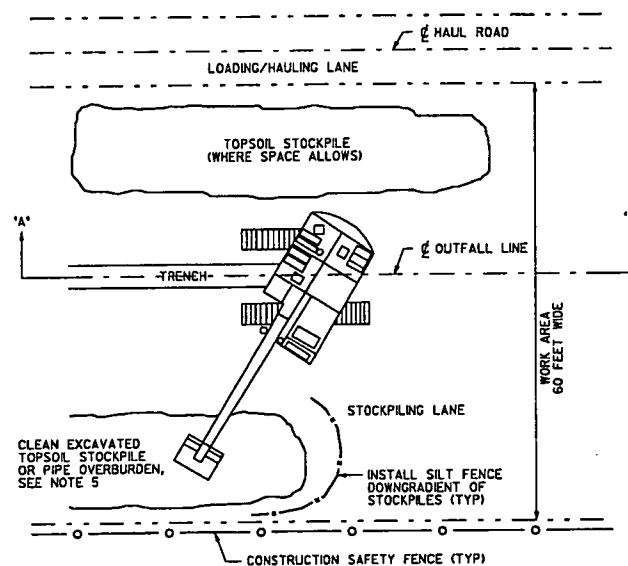 ℄ HAUL ROAD
LOADING/HAULING LANE
TOPSOIL STOCKPILE
(WHERE SPACE ALLOWS)
"A"
℄ OUTFALL LINE
TRENCH
WORK AREA
60 FEET WIDE
STOCKPILING LANE
CLEAN EXCAVATED
TOPSOIL STOCKPILE
OR PIPE OVERBURDEN,
SEE NOTE 5
INSTALL SILT FENCE
DOWNGRADIENT OF
STOCKPILES (TYP)
CONSTRUCTION SAFETY FENCE (TYP)